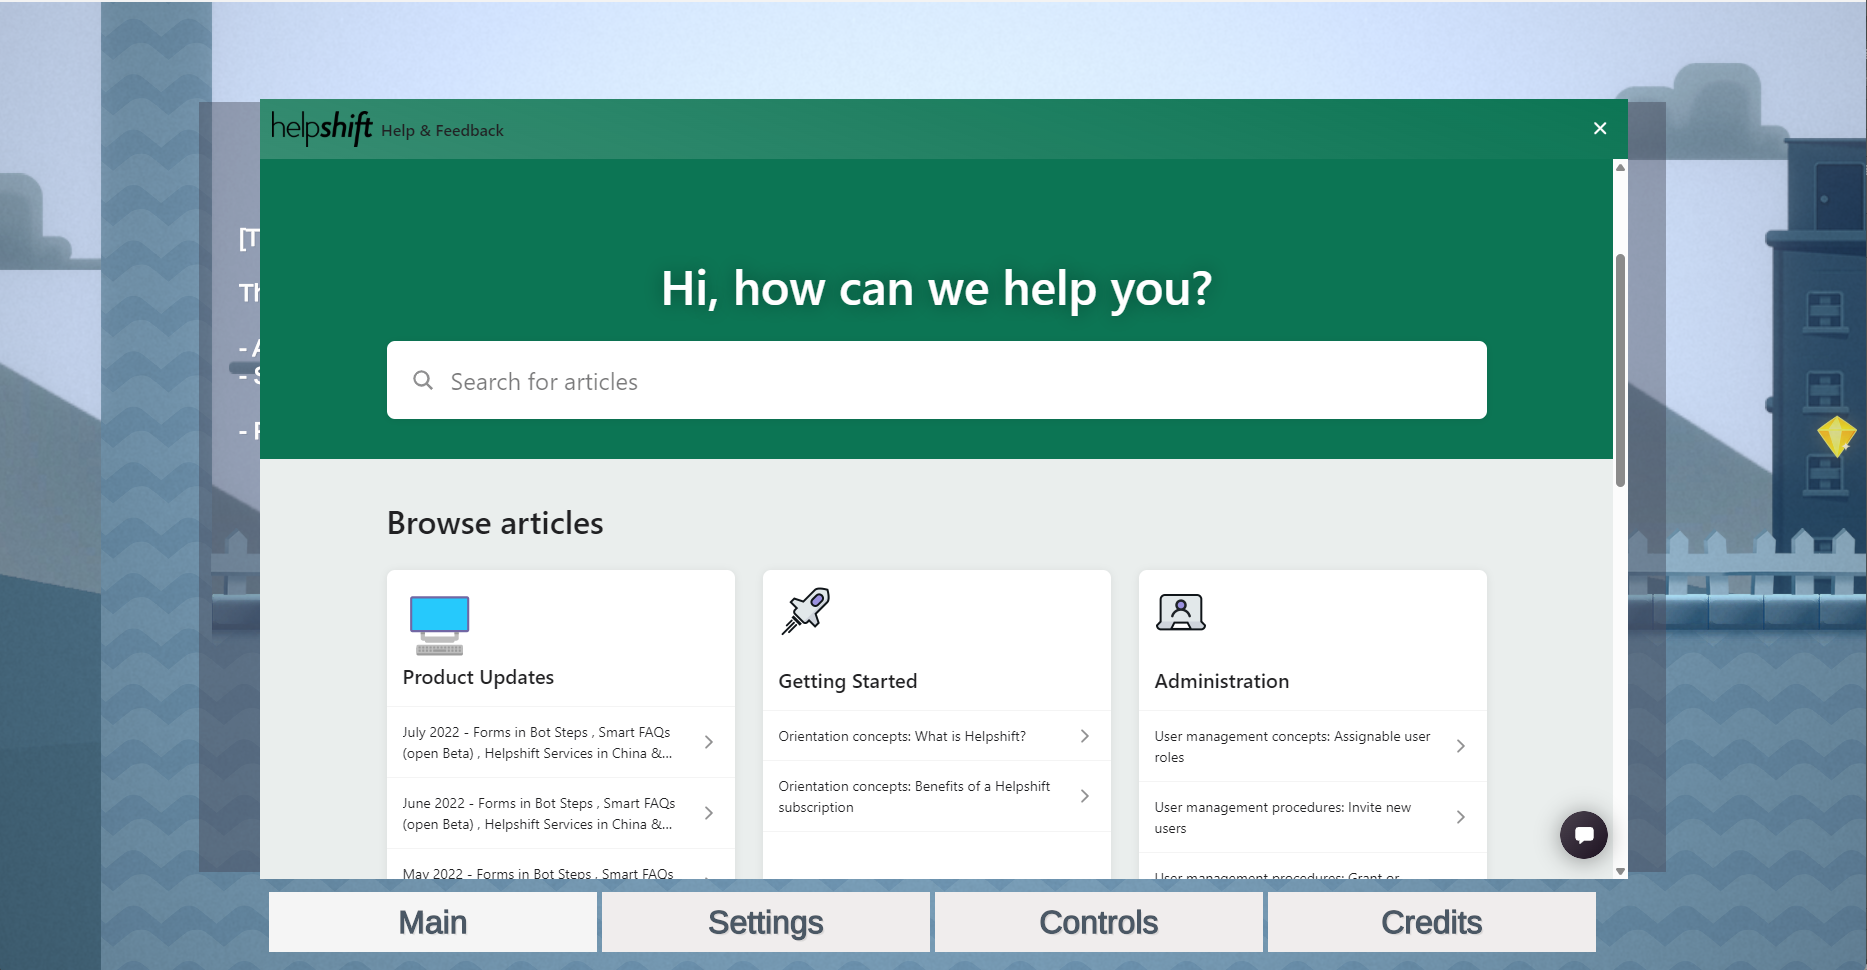 helpshift Help & Feedback
Hi, how can we help you?
Search for articles
Browse articles
Product Updates
July 2022 - Forms in Bot Steps , Smart FAQs
(open Beta) , Helpshift Services in China &...
June 2022 - Forms in Bot Steps , Smart FAQs
(open Beta) , Helpshift Services in China &...
May 2022 - Forms in Bot Steps , Smart FAQs
Getting Started
Orientation concepts: What is Helpshift?
Orientation concepts: Benefits of a Helpshift
subscription
Administration
User management concepts: Assignable user
roles
User management procedures: Invite new
users
User management procedures: Grant or
Main
Settings
Controls
Credits